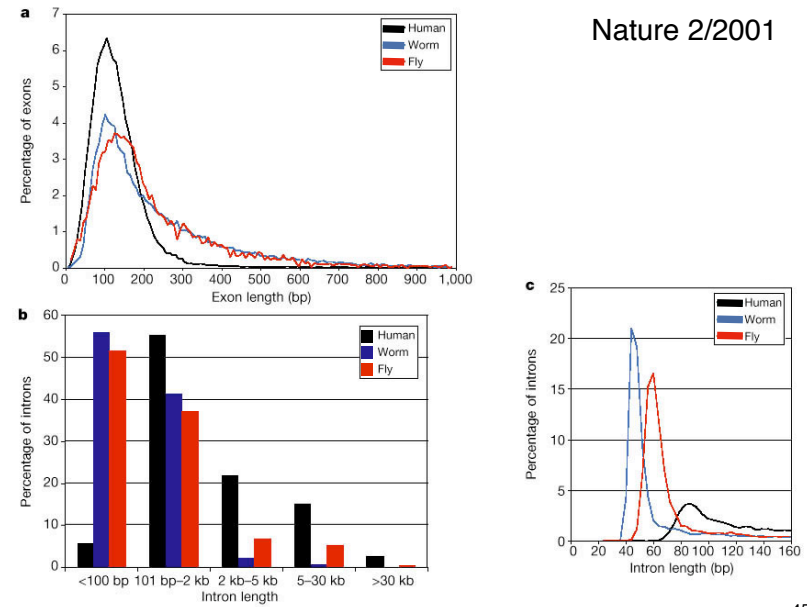 Nature 2/2001
a
Percentage of exons
7
6
5
4
3
2
1
0
Human
Worm
Fly
0 100 200 300 400 500 600 700 800 900 1,000
Exon length (bp)
b
Percentage of introns
60
50
40
30
20
10
0
Human
Worm
Fly
<100 bp 101 bp–2 kb 2 kb–5 kb 5–30 kb >30 kb
Intron length
c
Percentage of introns
25
20
15
10
5
0
Human
Worm
Fly
0 20 40 60 80 100 120 140 160
Intron length (bp)